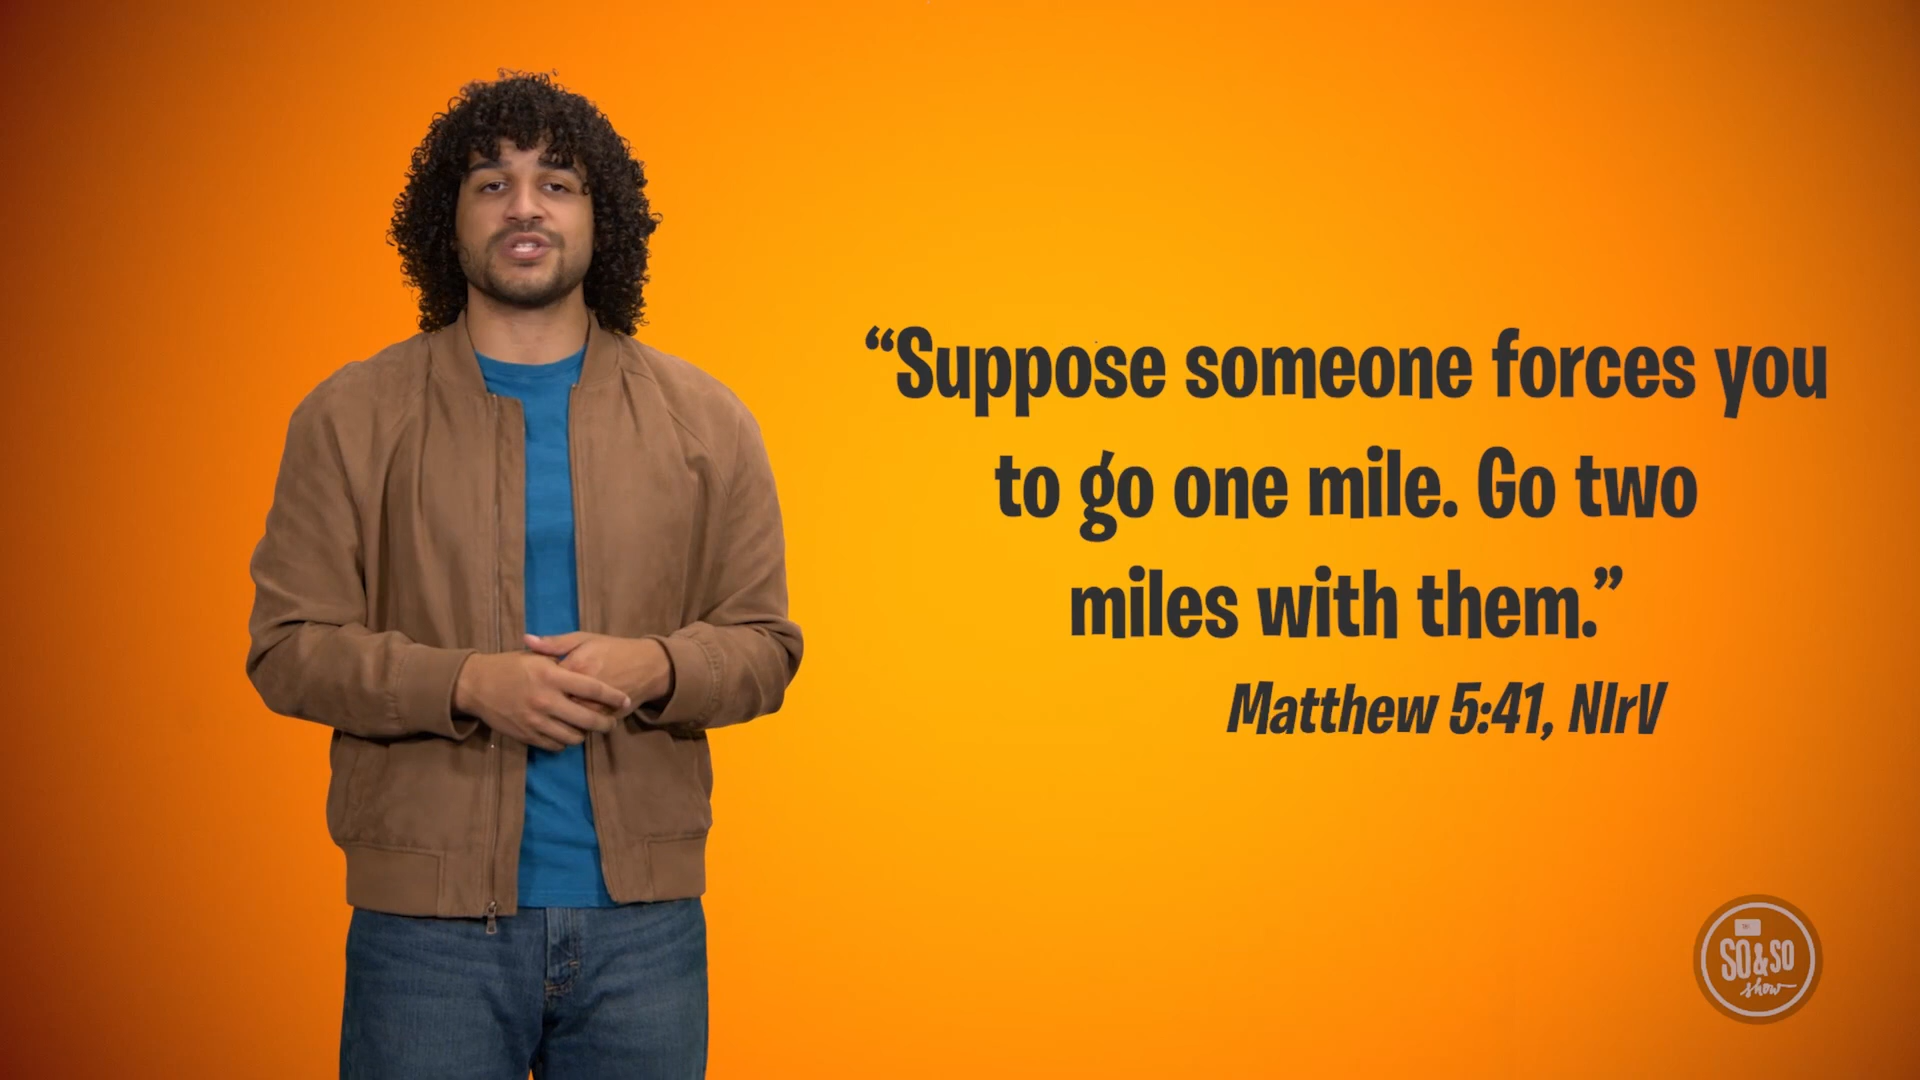 “Suppose someone forces you
to go one mile. Go two
miles with them.”
Matthew 5:41, NIrV
SO&SO
show